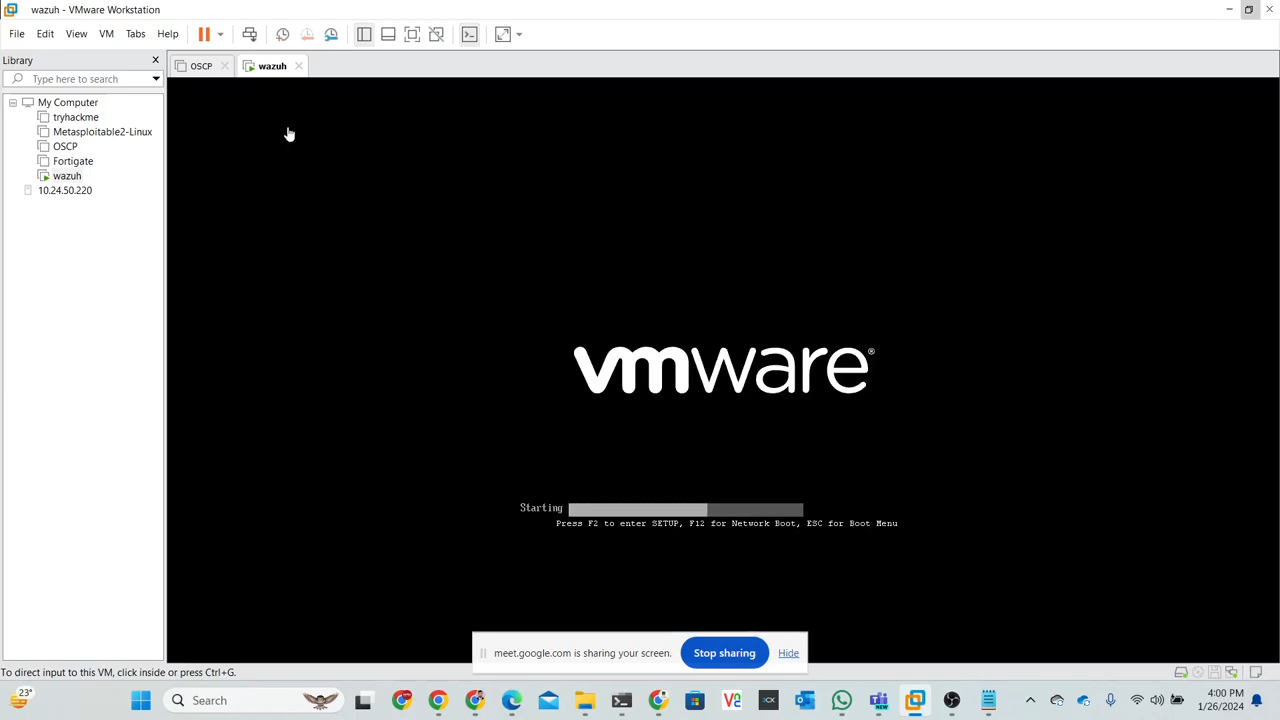 wazuh - VMware Workstation
File Edit View VM Tabs Help
Library
OSCP
wazuh
Type here to search
My Computer
tryhackme
Metasploitable2-Linux
OSCP
Fortigate
wazuh
10.24.50.220
vmware®
Starting
Press F2 to enter SETUP, F12 for Network Boot, ESC for Boot Menu
meet.google.com is sharing your screen.
Stop sharing
Hide
To direct input to this VM, click inside or press Ctrl+G.
23°
Search
NEW
4:00 PM
1/26/2024